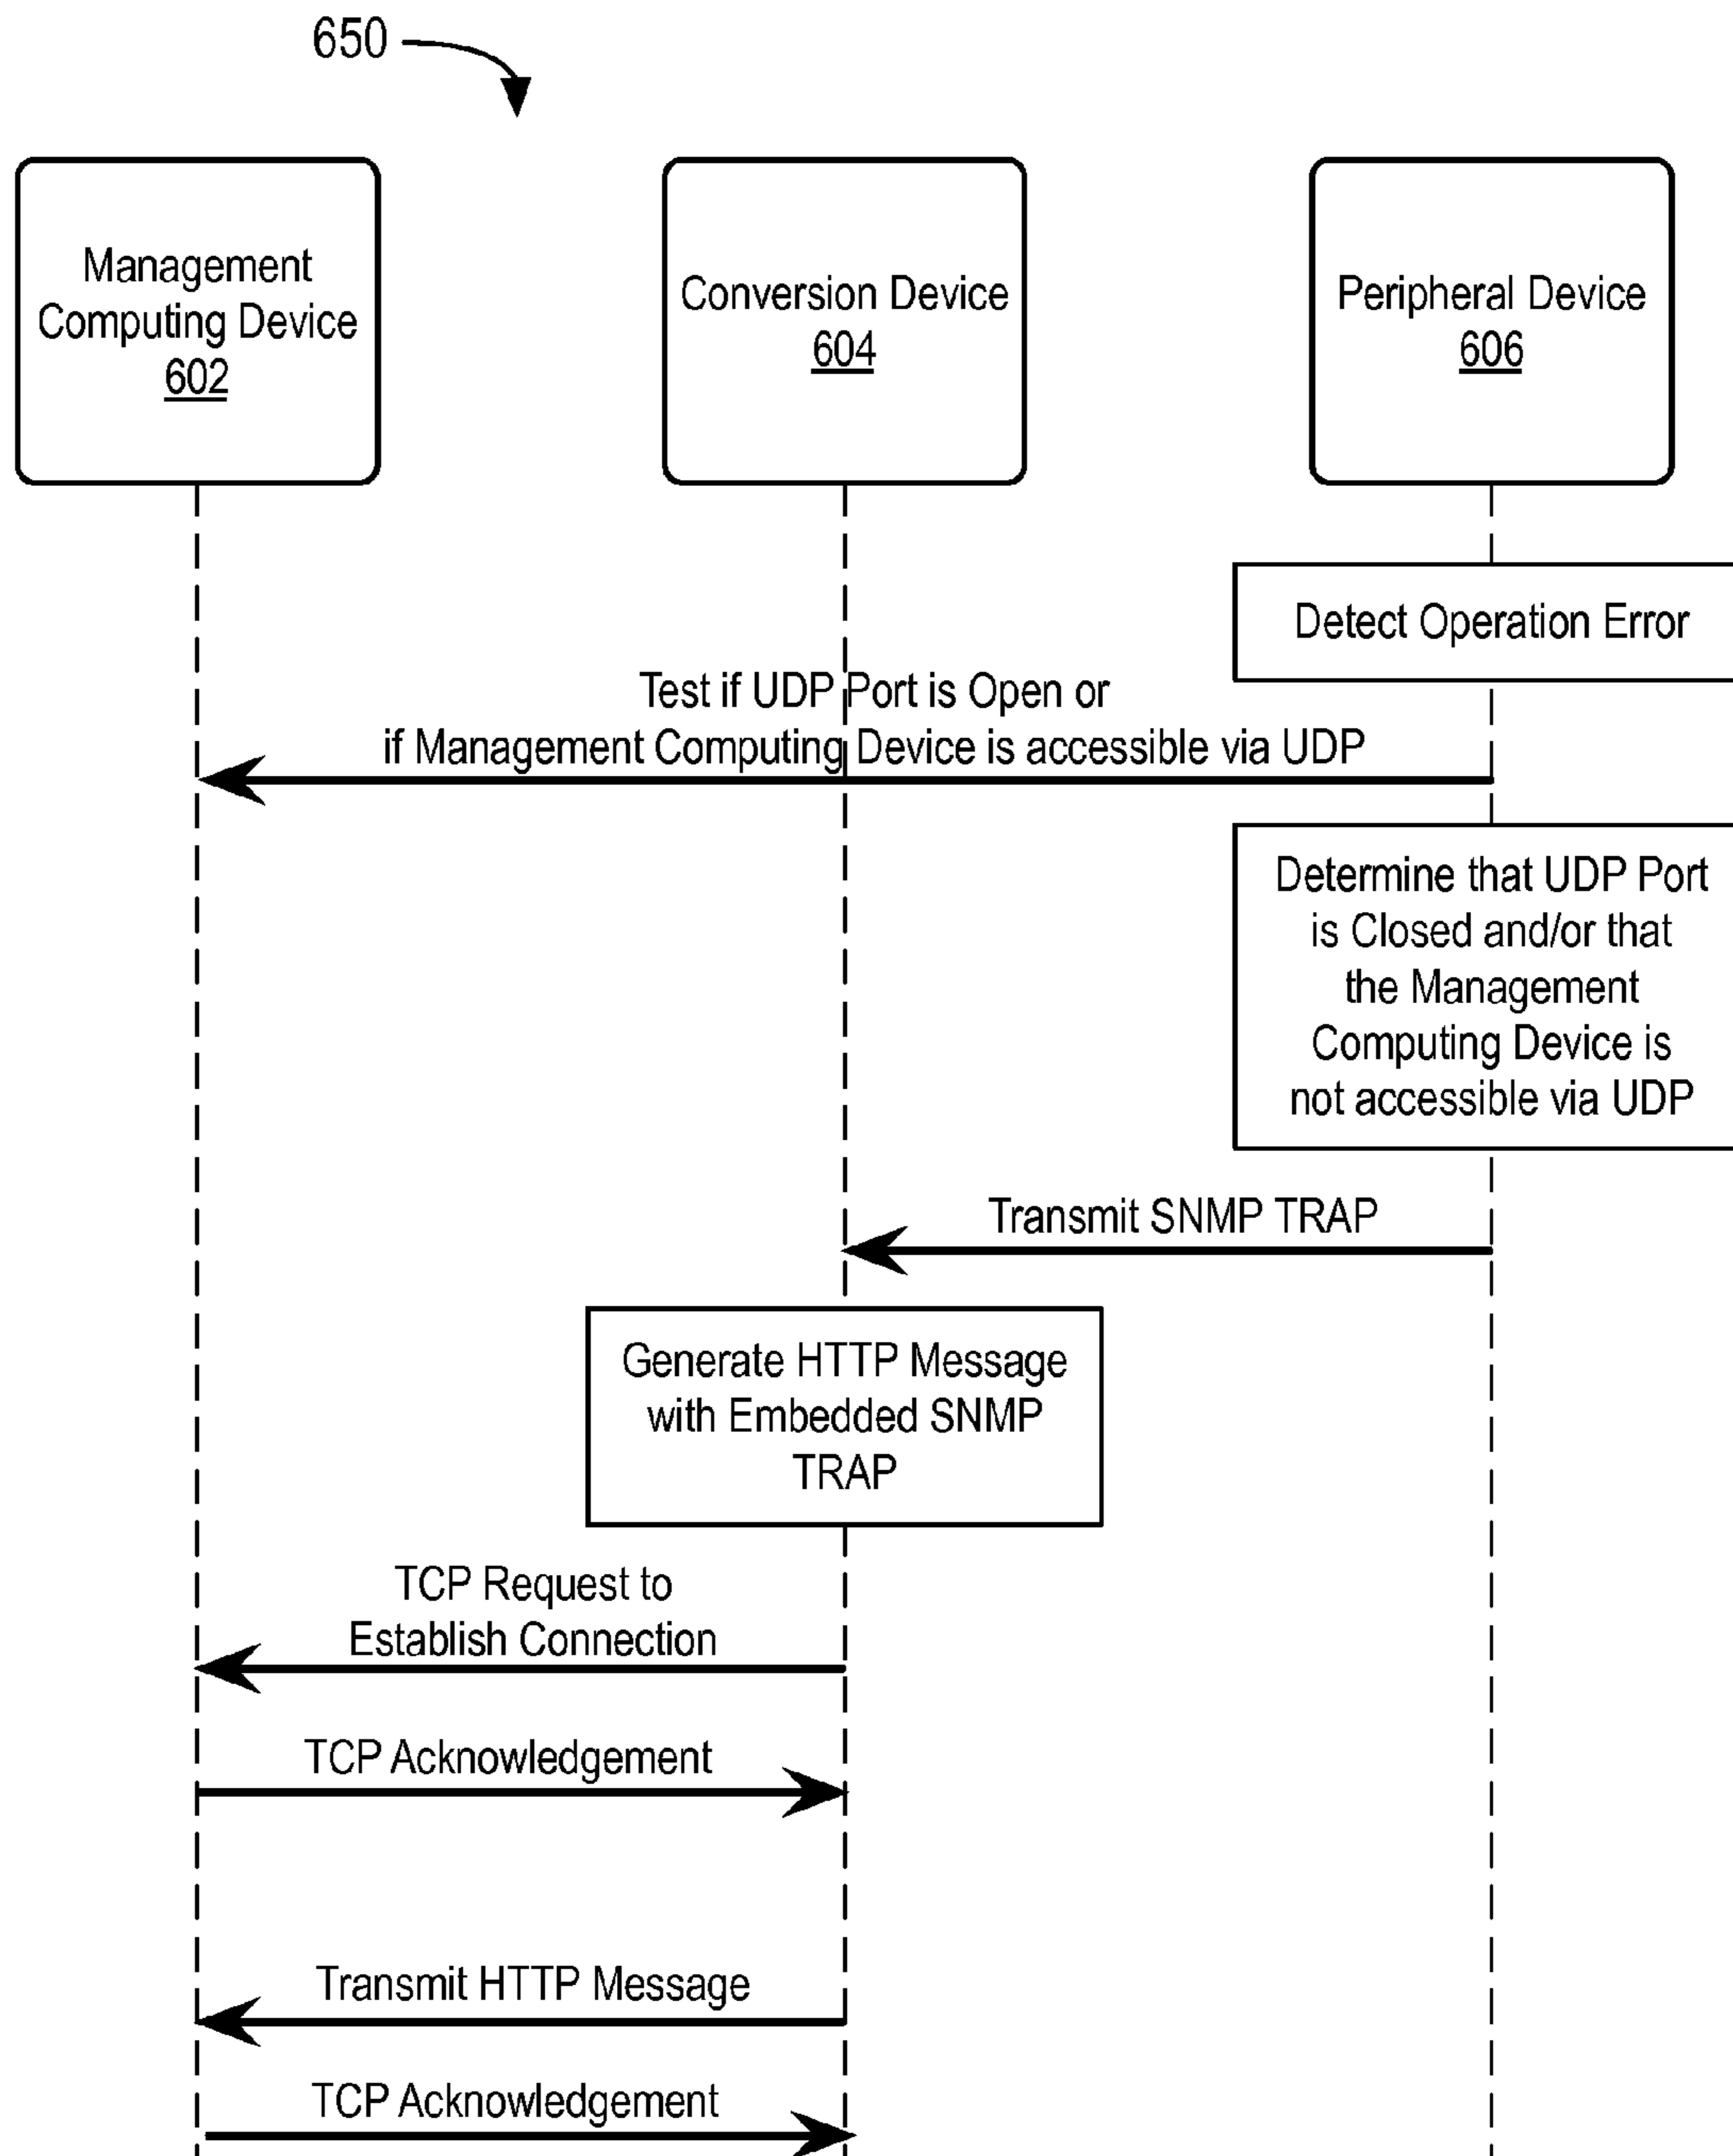 650
Management
Computing Device
602
Conversion Device
604
Peripheral Device
606
Detect Operation Error
Test if UDP Port is Open or
if Management Computing Device is accessible via UDP
Determine that UDP Port
is Closed and/or that
the Management
Computing Device is
not accessible via UDP
Transmit SNMP TRAP
Generate HTTP Message
with Embedded SNMP
TRAP
TCP Request to
Establish Connection
TCP Acknowledgement
Transmit HTTP Message
TCP Acknowledgement